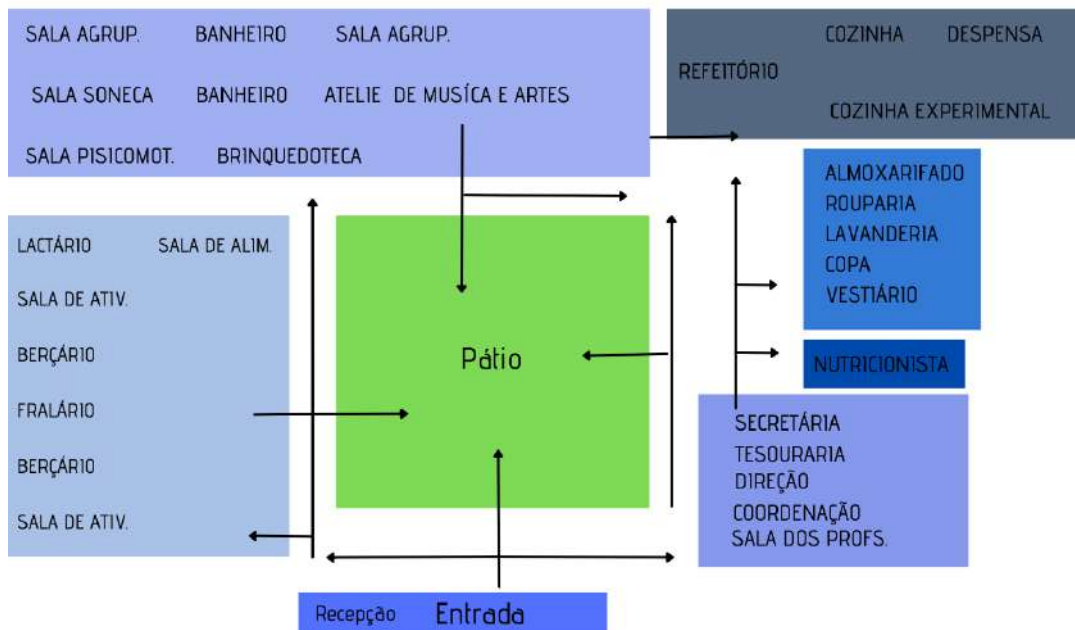 SALA AGRUP. BANHEIRO SALA AGRUP.
SALA SONECA BANHEIRO ATELIE DE MUSÍCA E ARTES
SALA PISICOMOT. BRINQUEDOTECA
COZINHA DESPENSA
REFEITÓRIO
COZINHA EXPERIMENTAL
ALMOXARIFADO
ROUPARIA
LAVANDERIA
COPA
VESTIÁRIO
NUTRICIONISTA
SECRETÁRIA
TESOURARIA
DIREÇÃO
COORDENAÇÃO
SALA DOS PROFS.
LACTÁRIO SALA DE ALIM.
SALA DE ATIV.
BERÇÁRIO
FRALÁRIO
BERÇÁRIO
SALA DE ATIV.
Pátio
Recepção Entrada